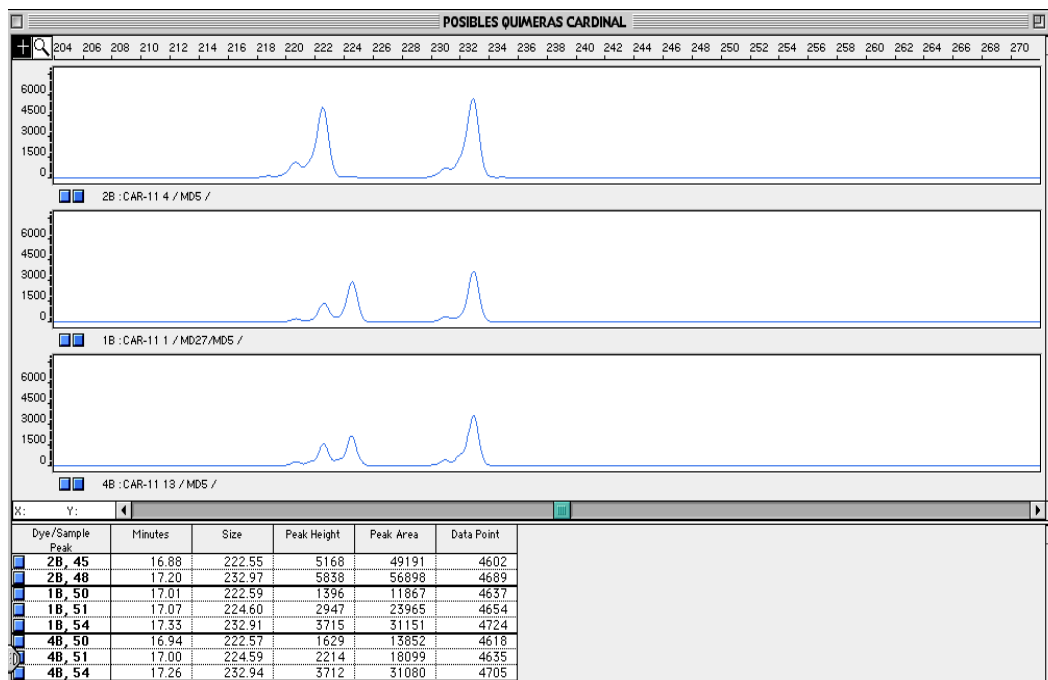 POSIBLES QUIMERAS CARDINAL
204 206 208 210 212 214 216 218 220 222 224 226 228 230 232 234 236 238 240 242 244 246 248 250 252 254 256 258 260 262 264 266 268 270
6000
4500
3000
1500
0
2B : CAR-11 4 / MD5 /
6000
4500
3000
1500
0
1B : CAR-11 1 / MD27/MD5 /
6000
4500
3000
1500
0
4B : CAR-11 13 / MD5 /
X: Y:
Dye/Sample Peak Minutes Size Peak Height Peak Area Data Point
2B, 45 16.88 222.55 5168 49191 4602
2B, 48 17.20 232.97 5838 56898 4689
1B, 50 17.01 222.59 1396 11867 4637
1B, 51 17.07 224.60 2947 23965 4654
1B, 54 17.33 232.91 3715 31151 4724
4B, 50 16.94 222.57 1629 13852 4618
4B, 51 17.00 224.59 2214 18099 4635
4B, 54 17.26 232.94 3712 31080 4705